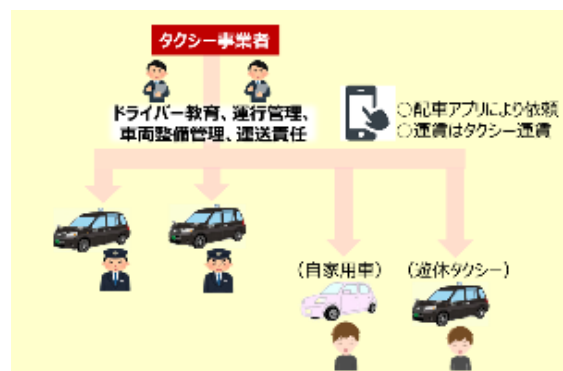 タクシー事業者
ドライバー教育、運行管理、
車両整備管理、運送責任
○配車アプリにより依頼
○運賃はタクシー運賃
（自家用車）（遊休タクシー）